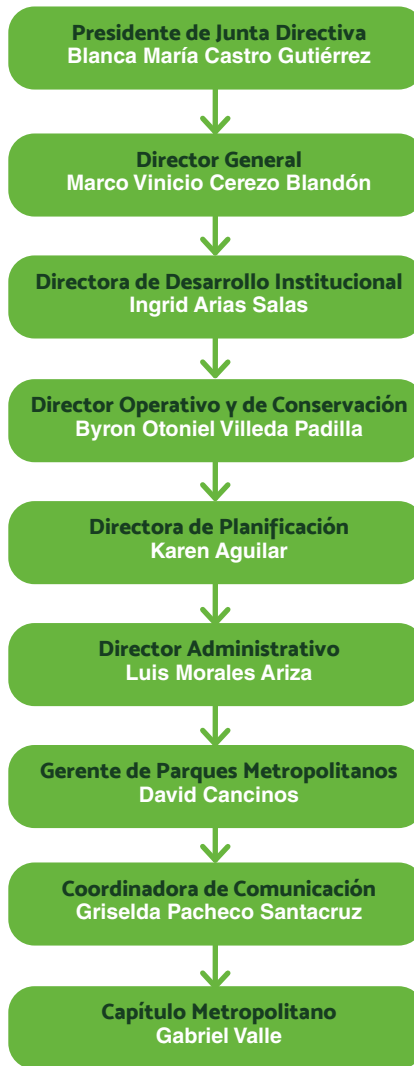 Presidente de Junta Directiva
Blanca María Castro Gutiérrez
Director General
Marco Vinicio Cerezo Blandón
Directora de Desarrollo Institucional
Ingrid Arias Salas
Director Operativo y de Conservación
Byron Otoniel Villeda Padilla
Directora de Planificación
Karen Aguilar
Director Administrativo
Luis Morales Ariza
Gerente de Parques Metropolitanos
David Cancinos
Coordinadora de Comunicación
Griselda Pacheco Santacruz
Capítulo Metropolitano
Gabriel Valle